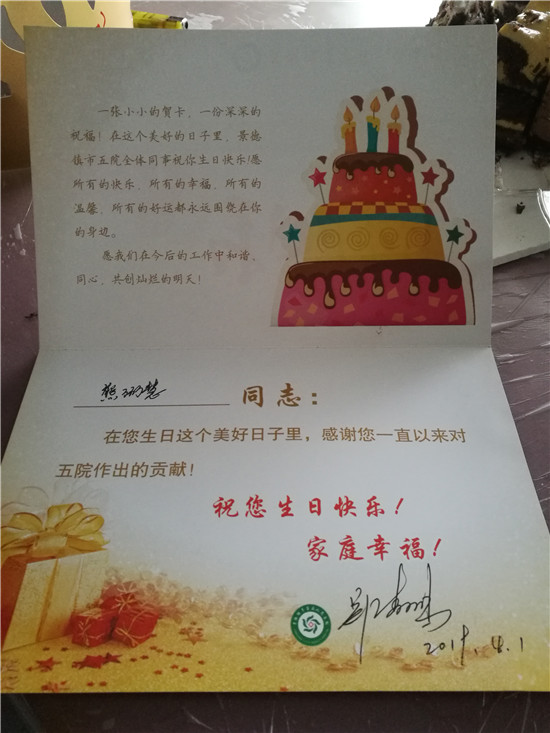 一张小小的贺卡，一份深深的
祝福！在这个美好的日子里，景德
镇市五院全体同事祝你生日快乐！愿
所有的快乐、所有的幸福、所有的
温馨、所有的好运都永远围绕在你
的身边。
愿我们在今后的工作中和谐、
同心，共创灿烂的明天！
同志：
在您生日这个美好日子里，感谢您一直以来对
五院作出的贡献！
祝您生日快乐！
家庭幸福！
2019.4.1